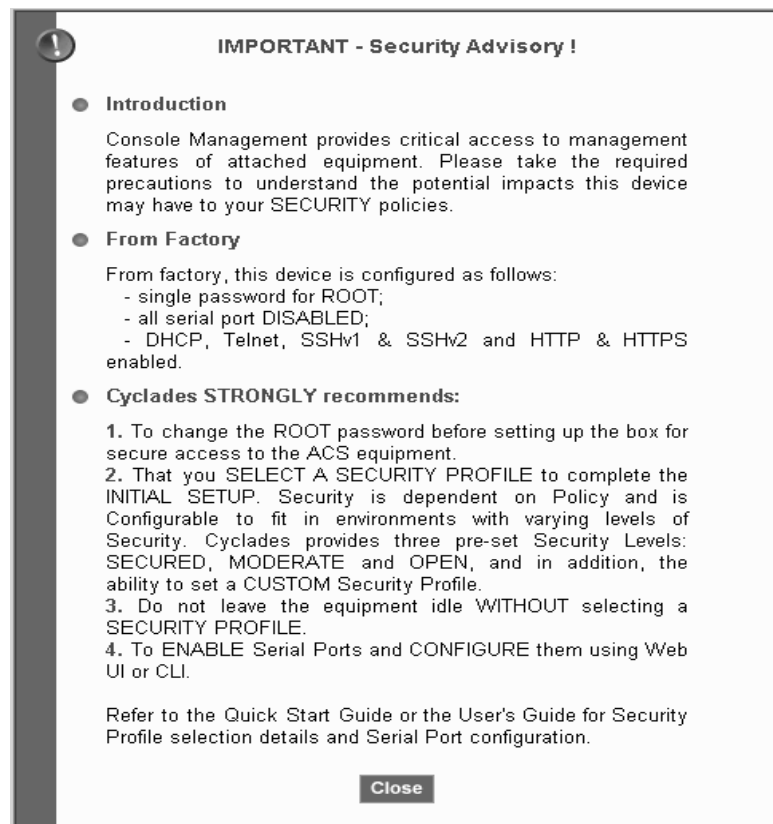 IMPORTANT - Security Advisory !
Introduction
Console Management provides critical access to management
features of attached equipment. Please take the required
precautions to understand the potential impacts this device
may have to your SECURITY policies.
From Factory
From factory, this device is configured as follows:
- single password for ROOT;
- all serial port DISABLED;
- DHCP, Telnet, SSHv1 & SSHv2 and HTTP & HTTPS
enabled.
Cyclades STRONGLY recommends:
1. To change the ROOT password before setting up the box for
secure access to the ACS equipment.
2. That you SELECT A SECURITY PROFILE to complete the
INITIAL SETUP. Security is dependent on Policy and is
Configurable to fit in environments with varying levels of
Security. Cyclades provides three pre-set Security Levels:
SECURED, MODERATE and OPEN, and in addition, the
ability to set a CUSTOM Security Profile.
3. Do not leave the equipment idle WITHOUT selecting a
SECURITY PROFILE.
4. To ENABLE Serial Ports and CONFIGURE them using Web
UI or CLI.
Refer to the Quick Start Guide or the User's Guide for Security
Profile selection details and Serial Port configuration.
Close